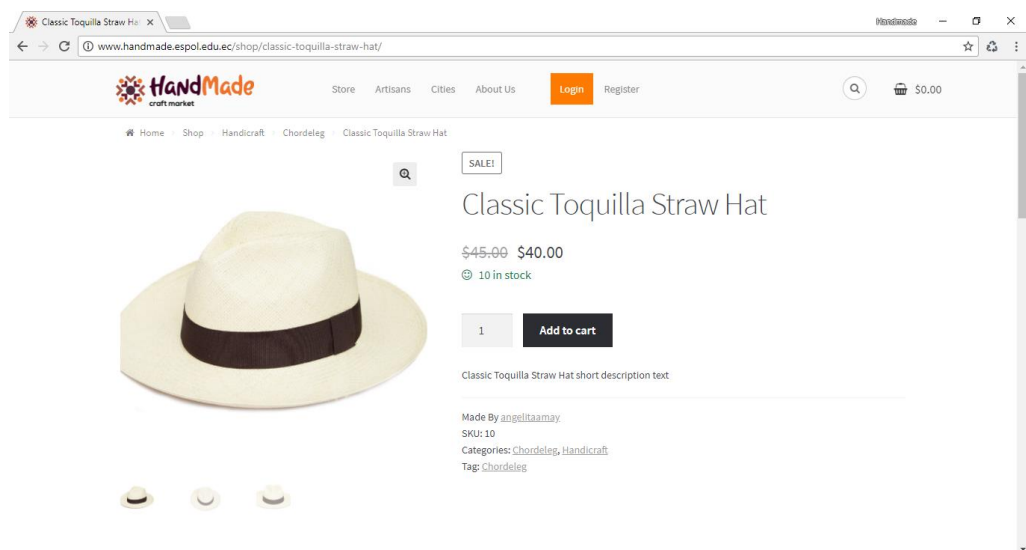 Classic Toquilla Straw Ha
Handmade
www.handmade.espol.edu.ec/shop/classic-toquilla-straw-hat/
HandMade
craft market
Store Artisans Cities About Us Login Register
$0.00
Home Shop Handicraft Chordeleg Classic Toquilla Straw Hat
SALE!
Classic Toquilla Straw Hat
$45.00 $40.00
10 in stock
1 Add to cart
Classic Toquilla Straw Hat short description text
Made By angelitaamay
SKU: 10
Categories: Chordeleg, Handicraft
Tag: Chordeleg